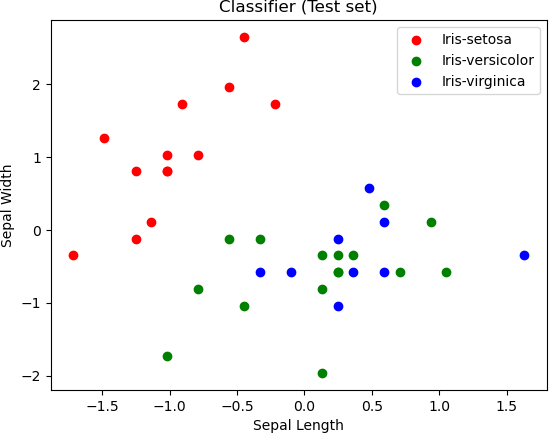 Classifier (Test set)
Iris-setosa
Iris-versicolor
Iris-virginica
2
1
0
−1
−2
Sepal Width
−1.5 −1.0 −0.5 0.0 0.5 1.0 1.5
Sepal Length